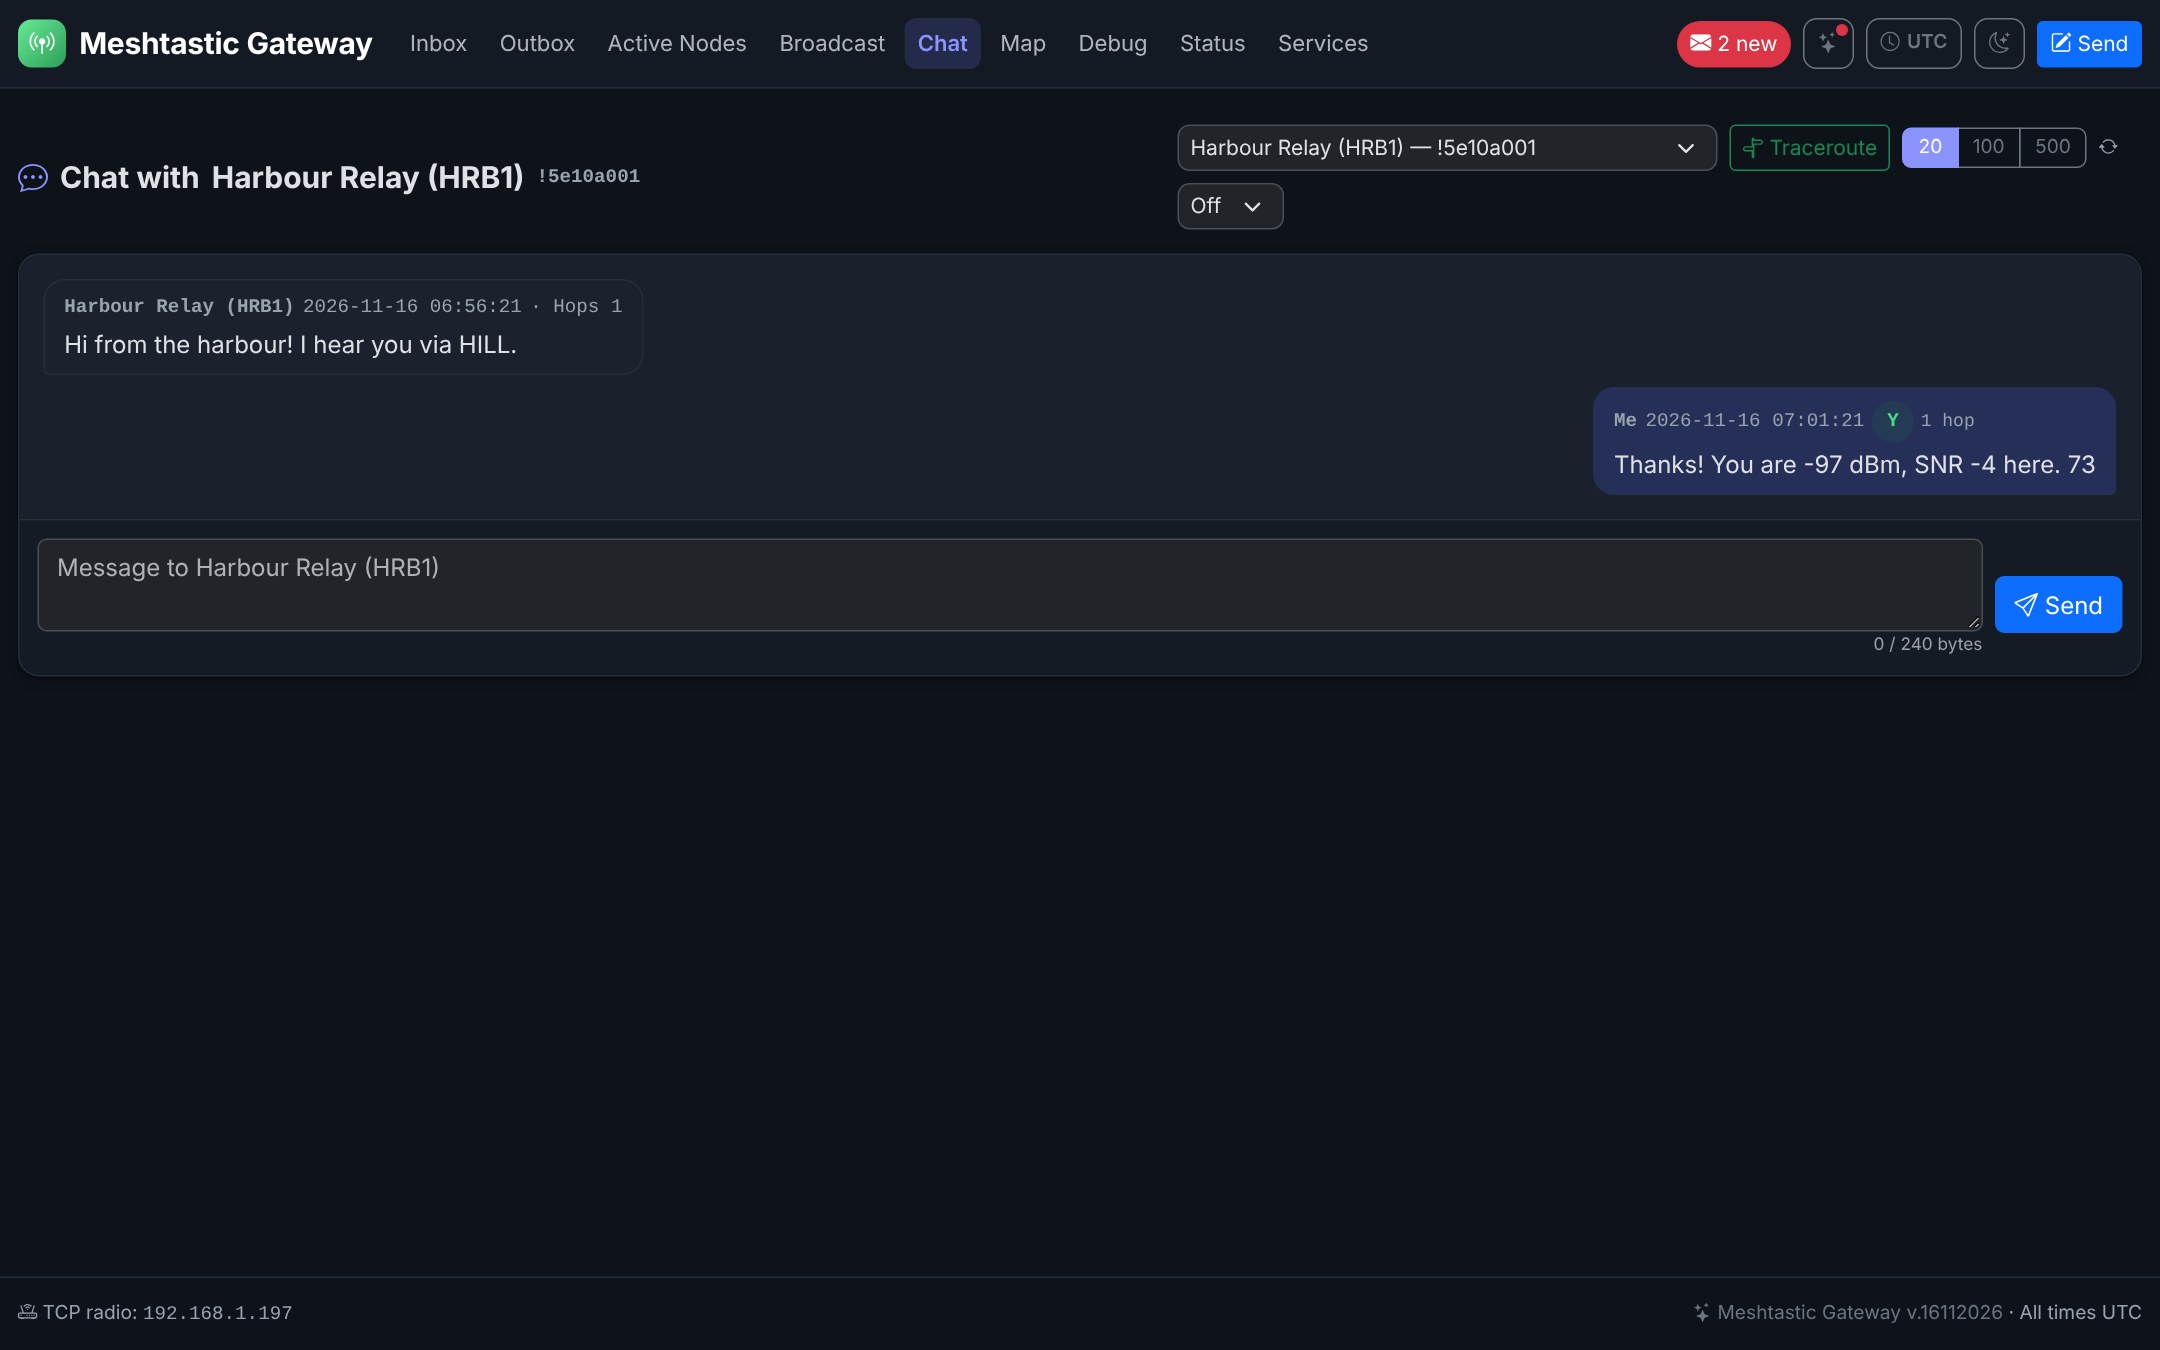 Meshtastic Gateway Inbox Outbox Active Nodes Broadcast Chat Map Debug Status Services 2 new UTC Send
Harbour Relay (HRB1) — !5e10a001 Traceroute 20 100 500
Chat with Harbour Relay (HRB1) !5e10a001
Off
Harbour Relay (HRB1) 2026-11-16 06:56:21 · Hops 1
Hi from the harbour! I hear you via HILL.
Me 2026-11-16 07:01:21 Y 1 hop
Thanks! You are -97 dBm, SNR -4 here. 73
Message to Harbour Relay (HRB1)
Send
0 / 240 bytes
TCP radio: 192.168.1.197 Meshtastic Gateway v.16112026 · All times UTC